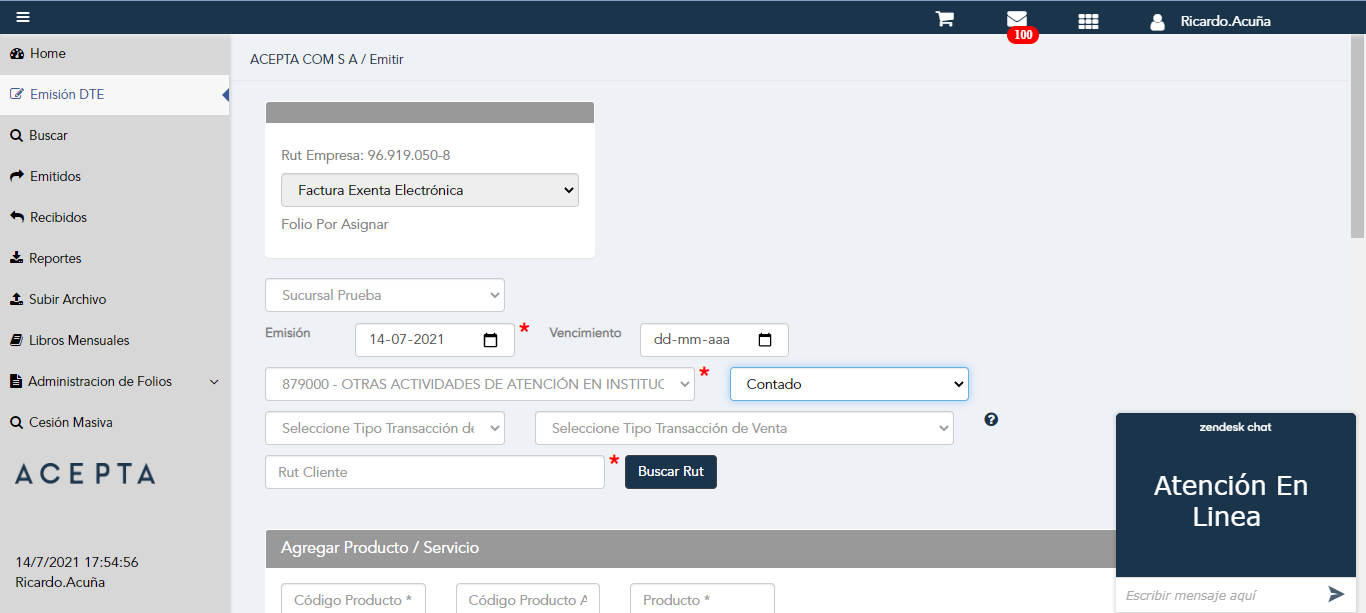 100
Ricardo.Acuña
Home
Emisión DTE
Buscar
Emitidos
Recibidos
Reportes
Subir Archivo
Libros Mensuales
Administracion de Folios
Cesión Masiva
ACEPTA
14/7/2021 17:54:56
Ricardo.Acuña
ACEPTA COM S A / Emitir
Rut Empresa: 96.919.050-8
Factura Exenta Electrónica
Folio Por Asignar
Sucursal Prueba
Emisión 14-07-2021 * Vencimiento dd-mm-aaa
879000 - OTRAS ACTIVIDADES DE ATENCIÓN EN INSTITUC * Contado
Seleccione Tipo Transacción de Seleccione Tipo Transacción de Venta ?
Rut Cliente * Buscar Rut
Agregar Producto / Servicio
Código Producto * Código Producto A Producto *
zendesk chat
Atención En
Linea
Escribir mensaje aquí